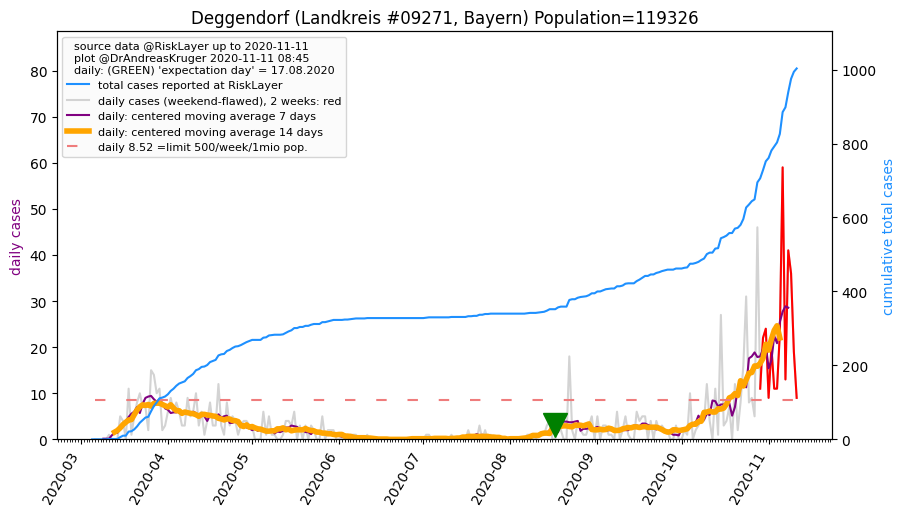 Deggendorf (Landkreis #09271, Bayern) Population=119326
source data @RiskLayer up to 2020-11-11
plot @DrAndreasKruger 2020-11-11 08:45
daily: (GREEN) 'expectation day' = 17.08.2020
total cases reported at RiskLayer
daily cases (weekend-flawed), 2 weeks: red
daily: centered moving average 7 days
daily: centered moving average 14 days
daily 8.52 =limit 500/week/1mio pop.
daily cases
80
70
60
50
40
30
20
10
0
cumulative total cases
1000
800
600
400
200
0
2020-03
2020-04
2020-05
2020-06
2020-07
2020-08
2020-09
2020-10
2020-11